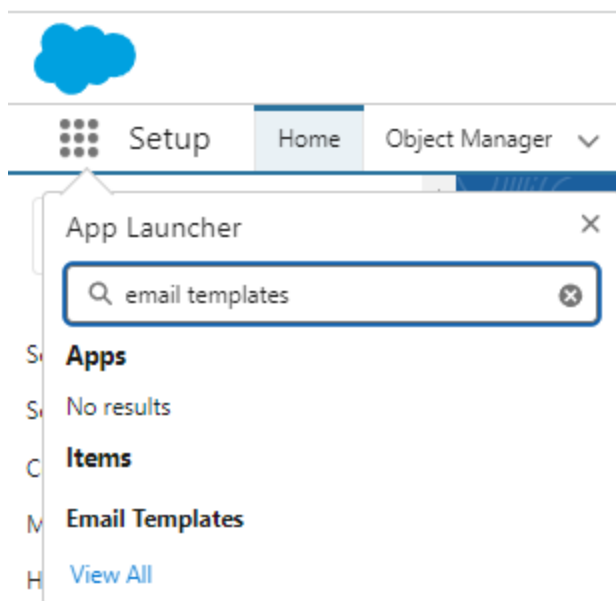 Setup Home Object Manager
App Launcher
email templates
Apps
No results
Items
Email Templates
View All